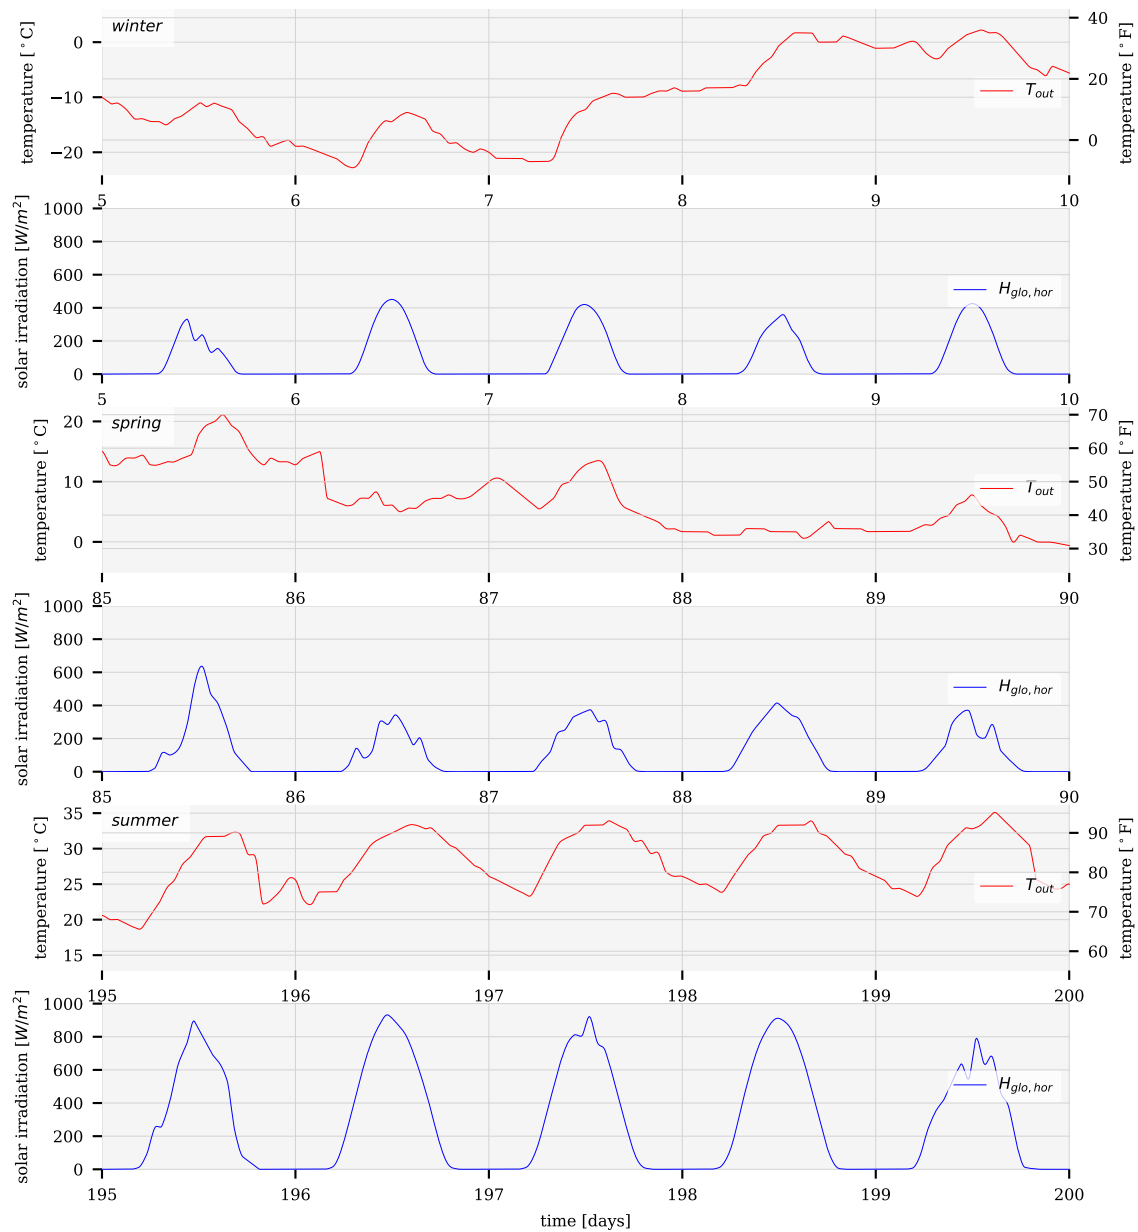 winter
temperature [°C]
0
−10
−20
40
20
0
temperature [°F]
T_out
5 6 7 8 9 10
solar irradiation [W/m²]
1000
800
600
400
200
0
H_glo,hor
5 6 7 8 9 10
spring
temperature [°C]
20
10
0
70
60
50
40
30
temperature [°F]
T_out
85 86 87 88 89 90
solar irradiation [W/m²]
1000
800
600
400
200
0
H_glo,hor
85 86 87 88 89 90
summer
temperature [°C]
35
30
25
20
15
90
80
70
60
temperature [°F]
T_out
195 196 197 198 199 200
solar irradiation [W/m²]
1000
800
600
400
200
0
H_glo,hor
195 196 197 198 199 200
time [days]